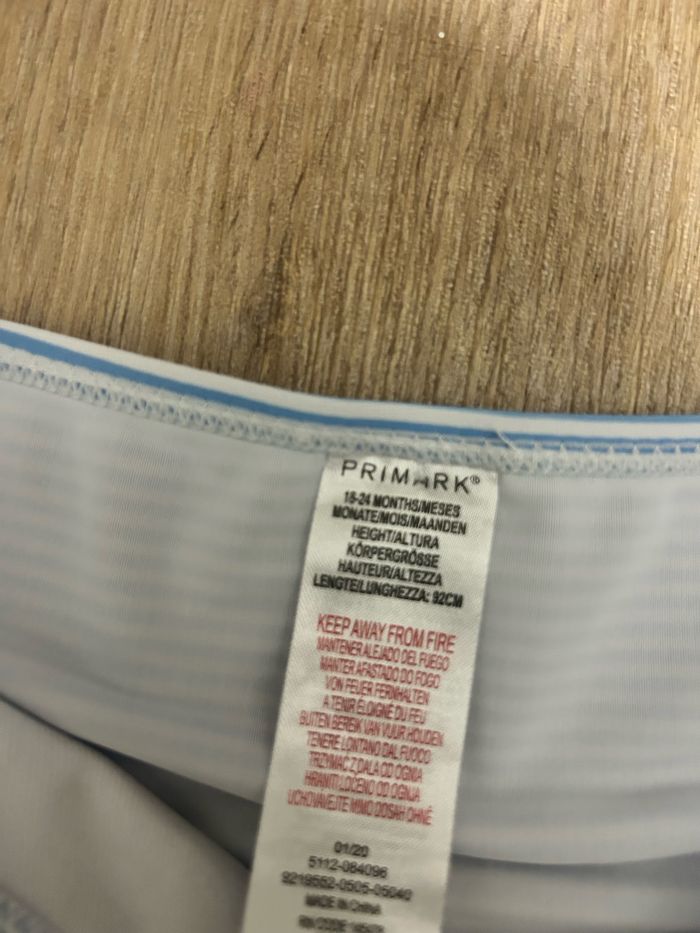 PRIMARK®
18-24 MONTHS/MESES
MONATE/MOIS/MAANDEN
HEIGHT/ALTURA
KÖRPERGRÖSSE
HAUTEUR/ALTEZZA
LENGTE/LUNGHEZZA: 92CM
KEEP AWAY FROM FIRE
MANTENER ALEJADO DEL FUEGO
MANTER AFASTADO DO FOGO
VON FEUER FERNHALTEN
A TENIR ÉLOIGNÉ DU FEU
BUITEN BEREIK VAN VUUR HOUDEN
TENERE LONTANO DAL FUOCO
TRZYMAĆ Z DALA OD OGNIA
HRANITI LOČENO OD OGNJA
UCHOVÁVEJTE MIMO DOSAH OHNĚ
01/20
5112-084096
9219552-0505-05040
MADE IN CHINA
RN CODE